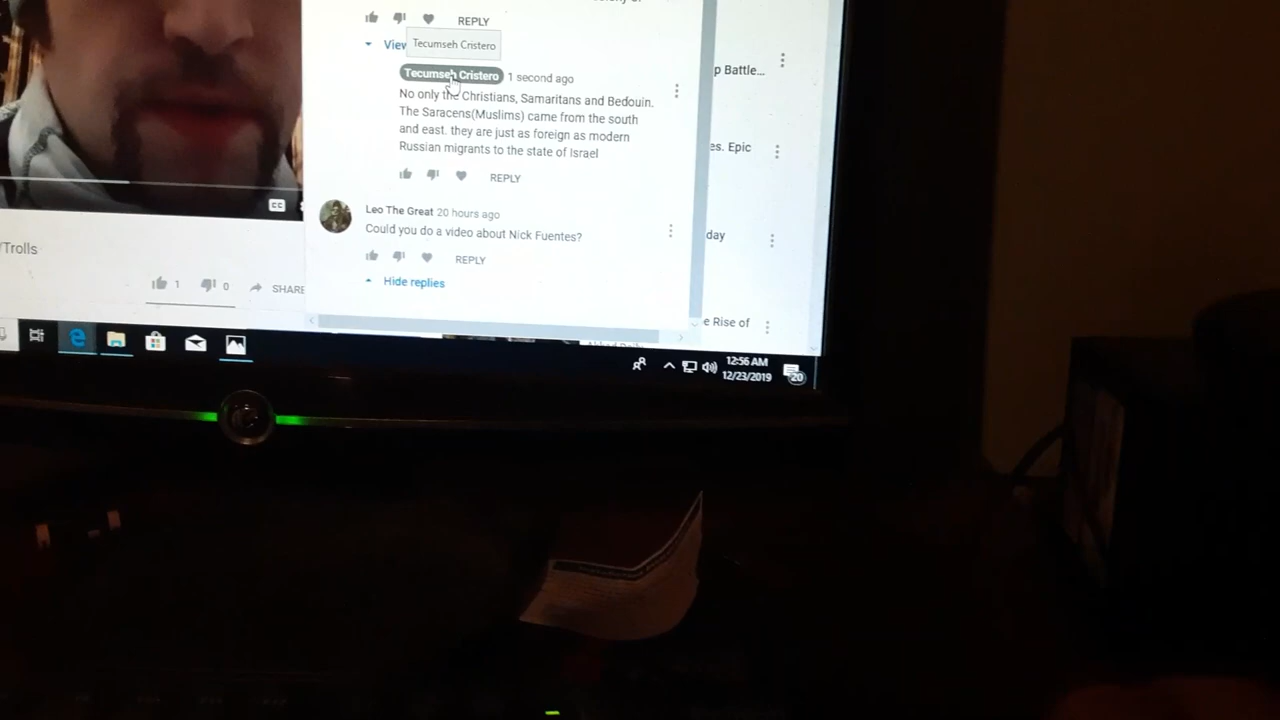 REPLY
View
Tecumseh Cristero
Tecumseh Cristero 1 second ago
No only the Christians, Samaritans and Bedouin.
The Saracens(Muslims) came from the south
and east. they are just as foreign as modern
Russian migrants to the state of Israel
REPLY
Leo The Great 20 hours ago
Could you do a video about Nick Fuentes?
REPLY
Hide replies
CC
/Trolls
1
0
SHARE
p Battle...
es. Epic
day
e Rise of
12:56 AM
12/23/2019
20